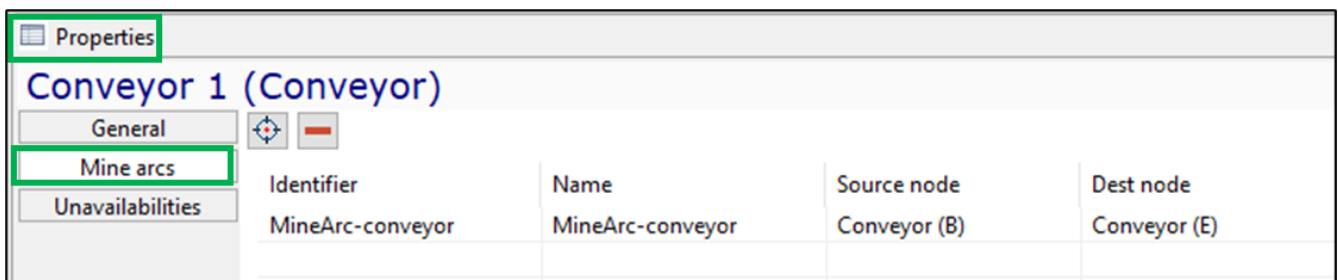 Properties
Conveyor 1 (Conveyor)
General
Mine arcs
Unavailabilities
Identifier Name Source node Dest node
MineArc-conveyor MineArc-conveyor Conveyor (B) Conveyor (E)